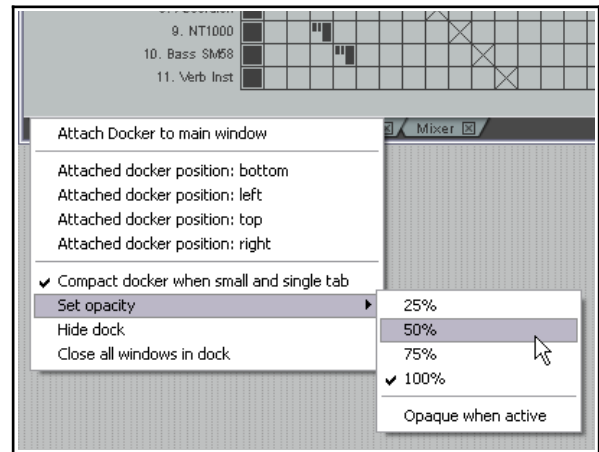 9. NT1000
10. Bass SM58
11. Verb Inst
Mixer
Attach Docker to main window
Attached docker position: bottom
Attached docker position: left
Attached docker position: top
Attached docker position: right
Compact docker when small and single tab
Set opacity
Hide dock
Close all windows in dock
25%
50%
75%
100%
Opaque when active